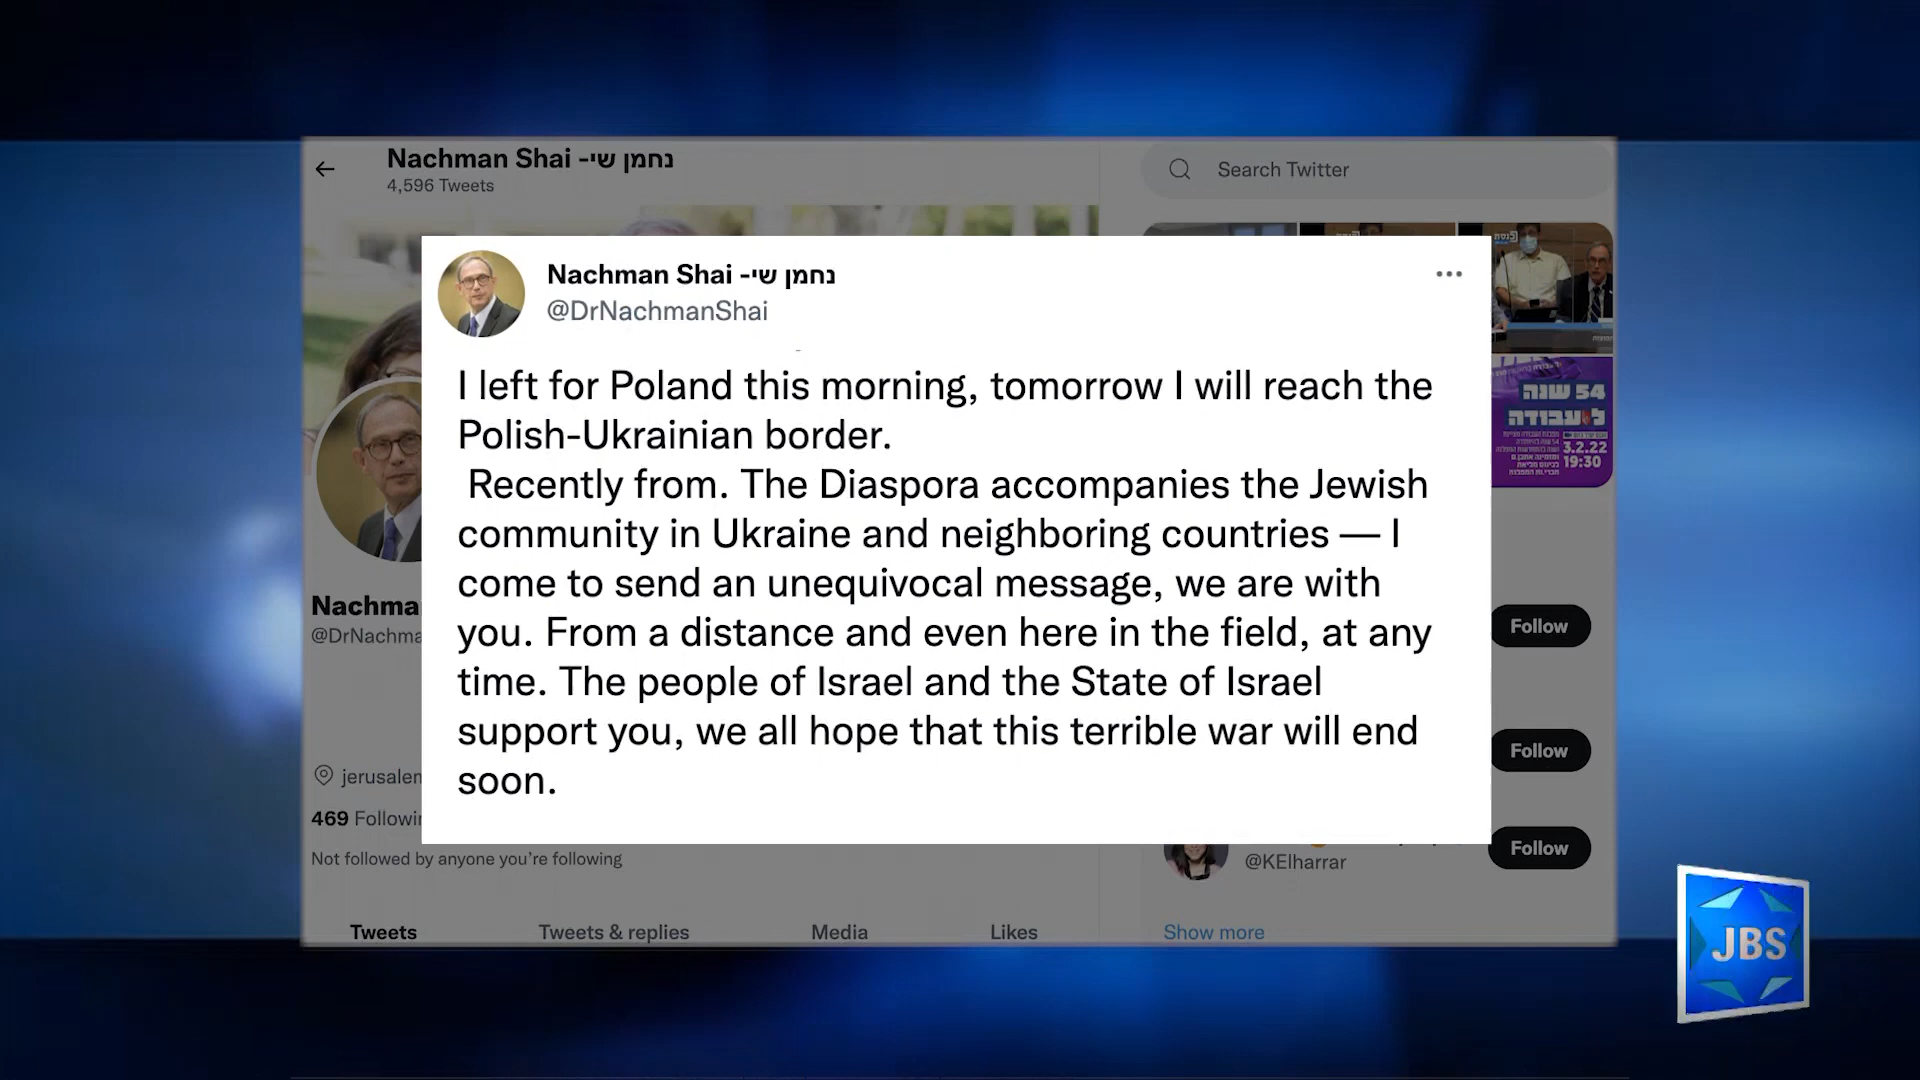 Nachman Shai -נחמן שי
4,596 Tweets
Search Twitter
Nachman Shai -נחמן שי
@DrNachmanShai
I left for Poland this morning, tomorrow I will reach the
Polish-Ukrainian border.
Recently from. The Diaspora accompanies the Jewish
community in Ukraine and neighboring countries — I
come to send an unequivocal message, we are with
you. From a distance and even here in the field, at any
time. The people of Israel and the State of Israel
support you, we all hope that this terrible war will end
soon.
כנסת
54 שנה
לעבודה
3.2.22
19:30
Nachma
@DrNachma
Follow
Follow
jerusalem
469 Followin
Not followed by anyone you're following
@KElharrar
Follow
Tweets
Tweets & replies
Media
Likes
Show more
JBS